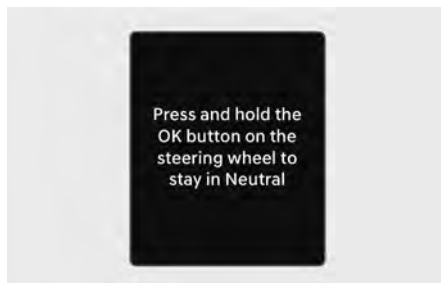 Press and hold the
OK button on the
steering wheel to
stay in Neutral